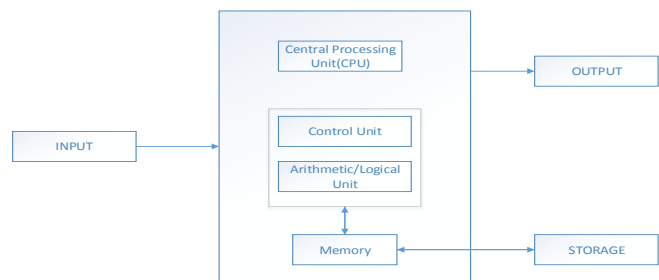 Central Processing
Unit(CPU)
OUTPUT
Control Unit
INPUT
Arithmetic/Logical
Unit
Memory
STORAGE